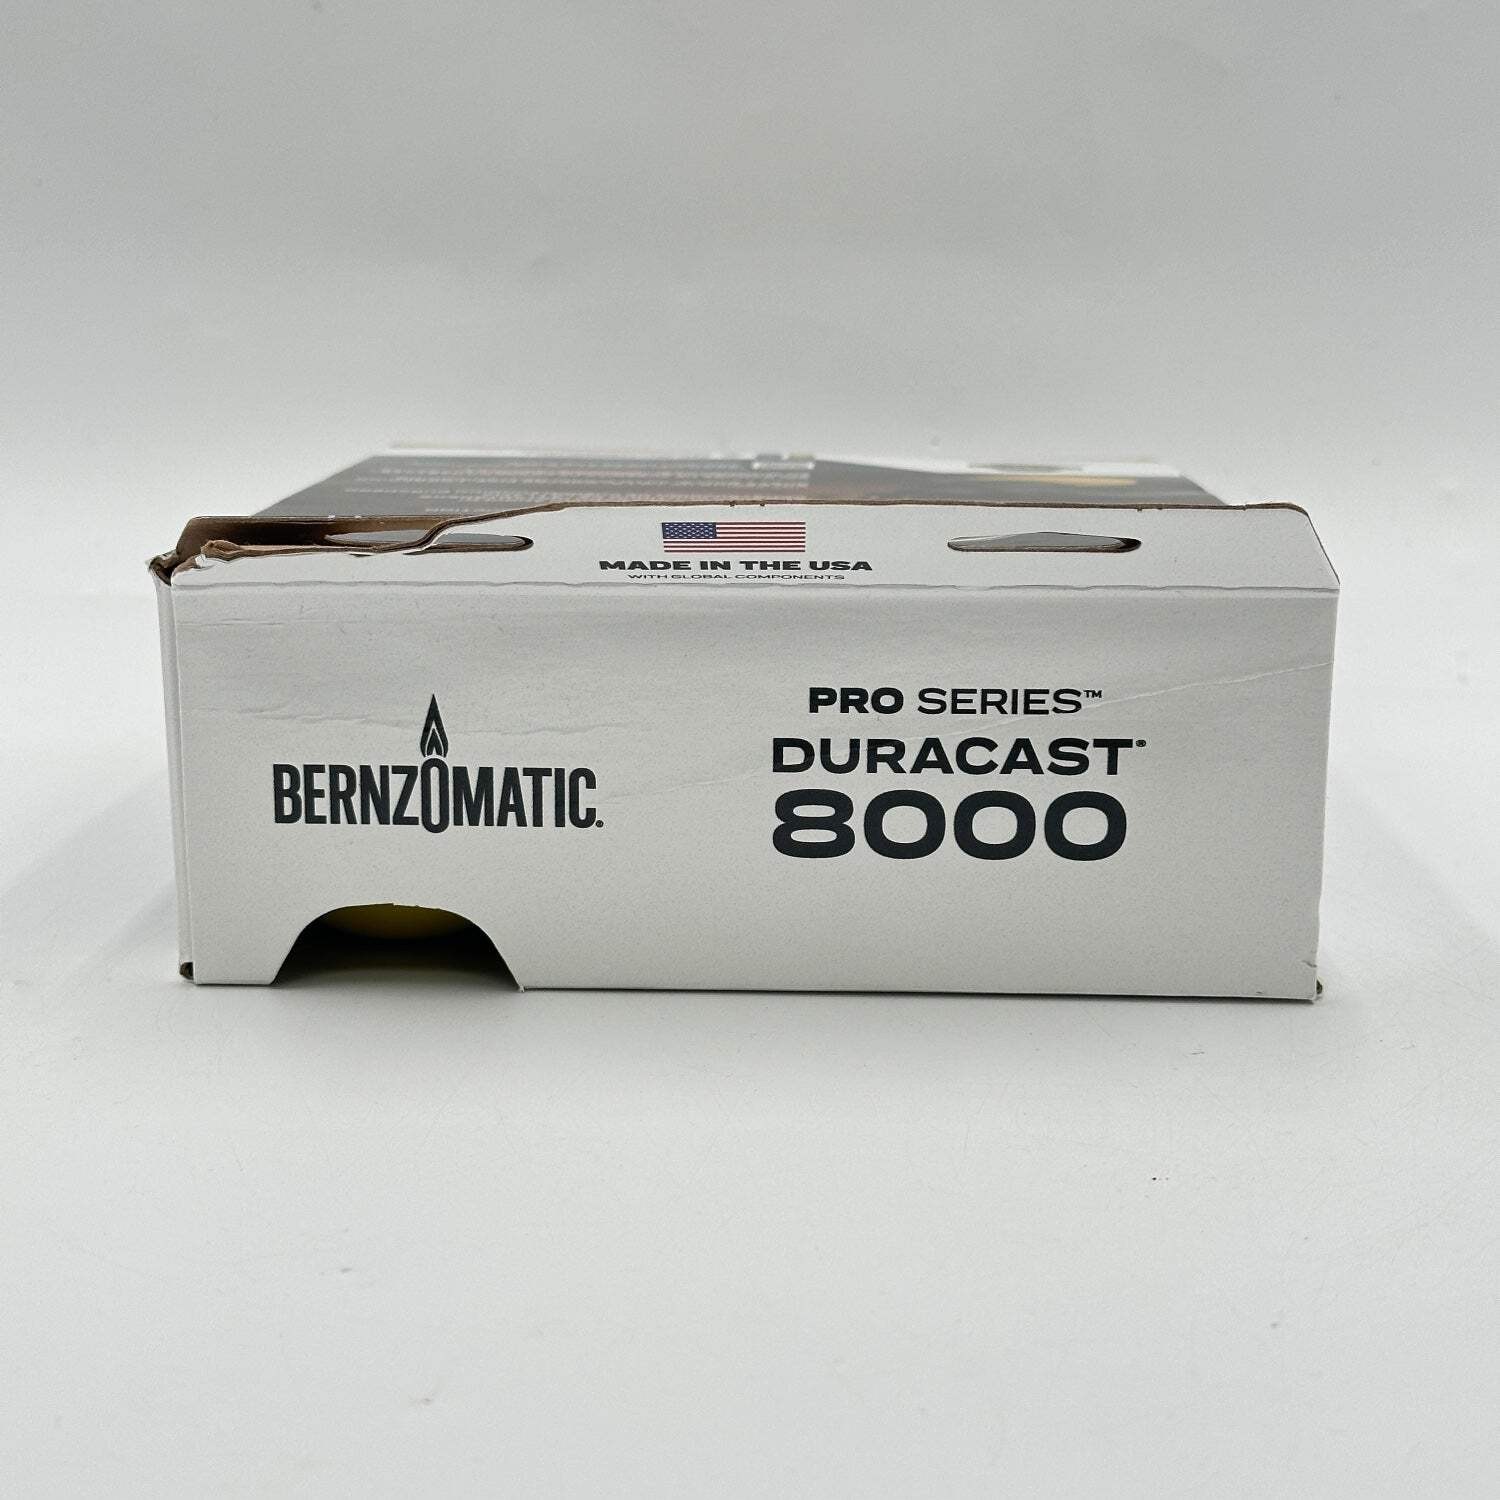 MADE IN THE USA
WITH GLOBAL COMPONENTS
BERNZOMATIC®
PRO SERIES™
DURACAST®
8000